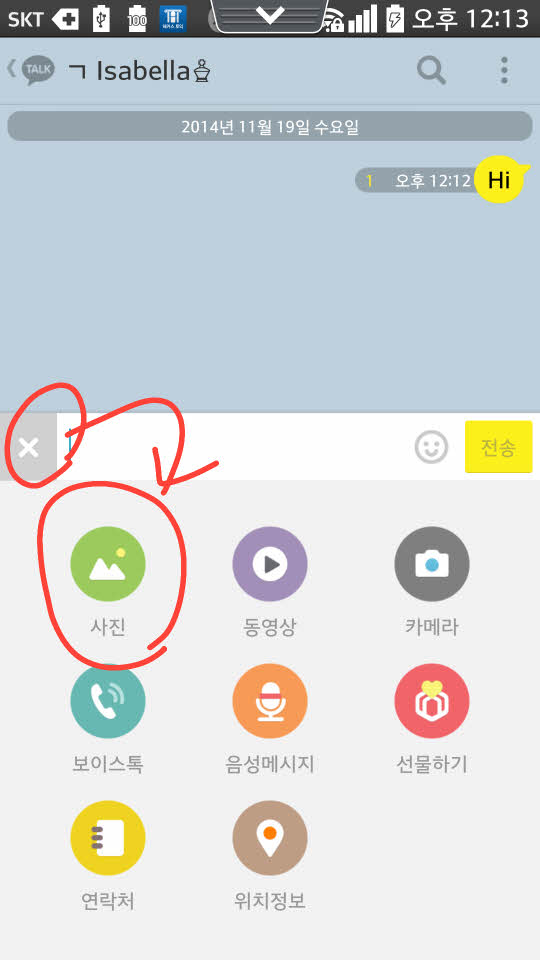 SKT 100 오후 12:13
TALK ㄱ Isabella
2014년 11월 19일 수요일
1 오후 12:12 Hi
전송
사진 동영상 카메라
보이스톡 음성메시지 선물하기
연락처 위치정보